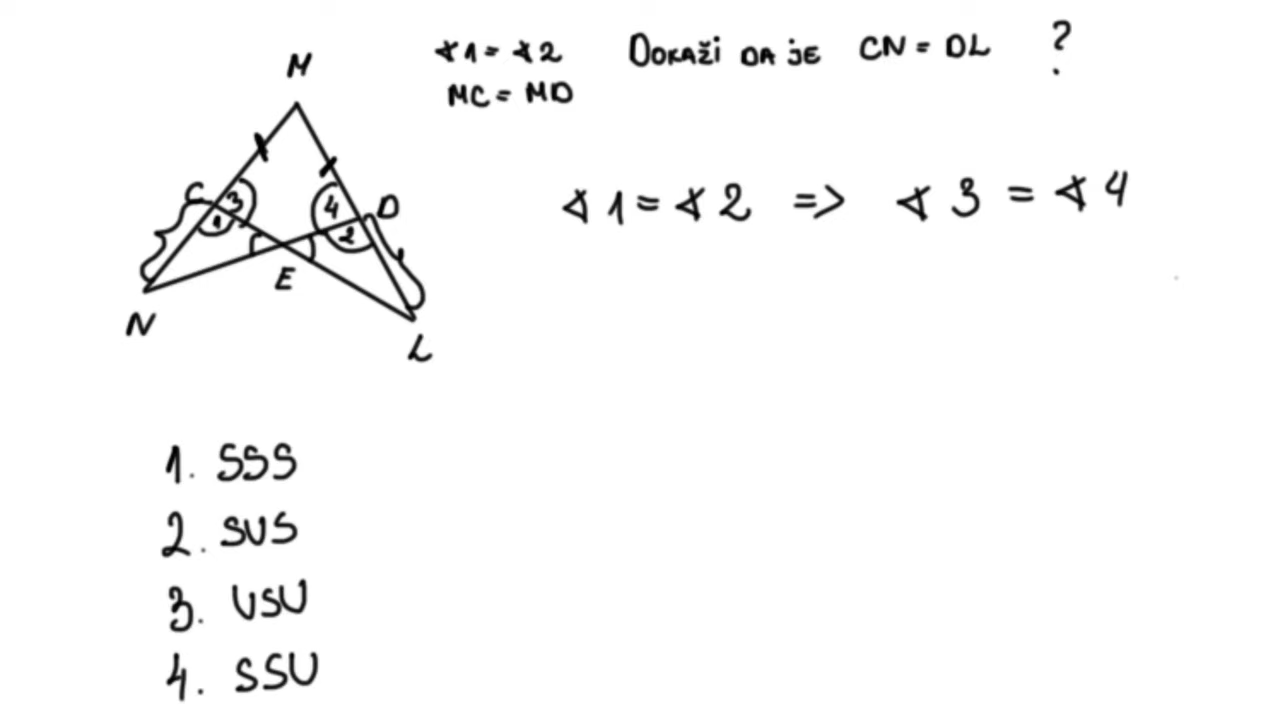 M
∢1 = ∢2 Dokaži da je CN = DL ?
MC = MD
C 3 4 D
1 2
E
N
L
∢1 = ∢2 => ∢3 = ∢4
1. SSS
2. SUS
3. USU
4. SSU